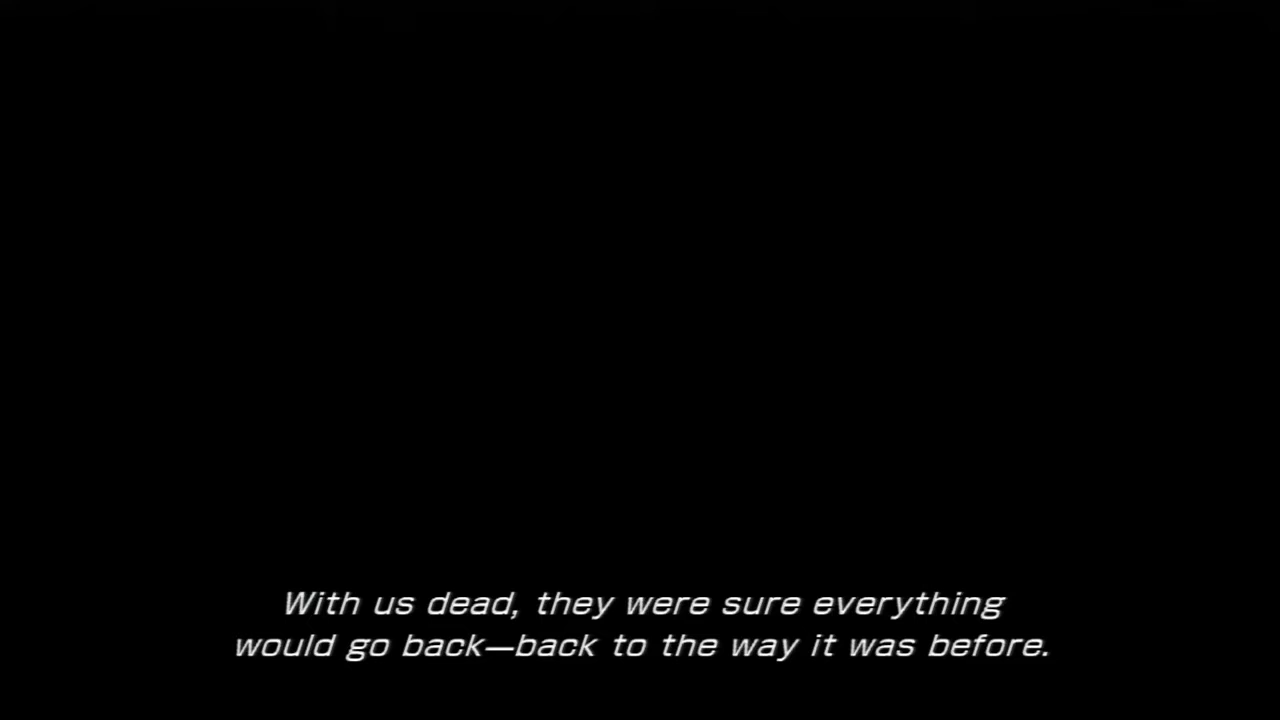 With us dead, they were sure everything
would go back—back to the way it was before.